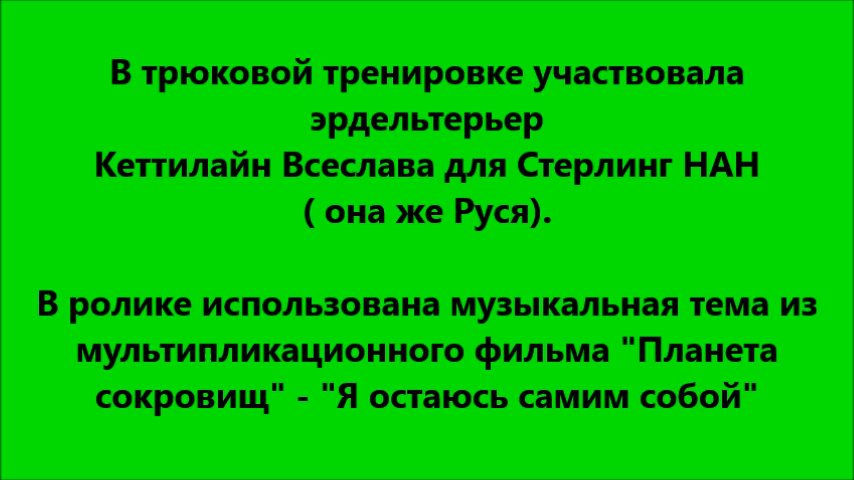 В трюковой тренировке участвовала
эрдельтерьер
Кеттилайн Всеслава для Стерлинг НАН
( она же Руся).
В ролике использована музыкальная тема из
мультипликационного фильма "Планета
сокровищ" - "Я остаюсь самим собой"